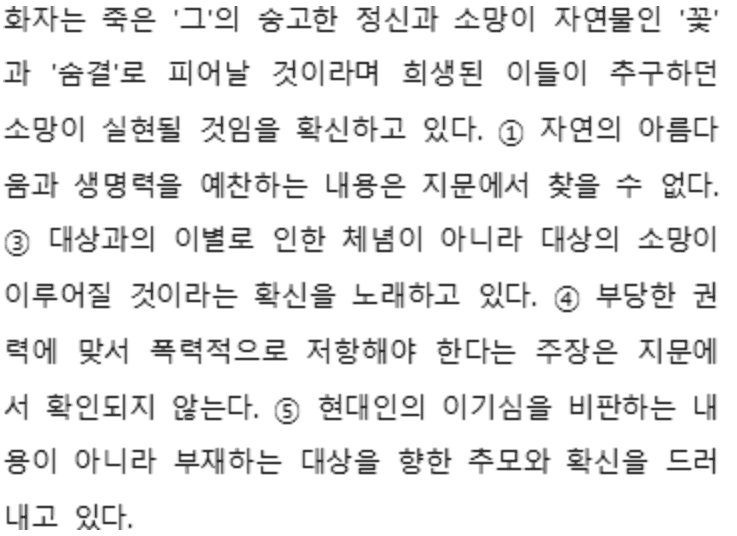 화자는 죽은 '그'의 숭고한 정신과 소망이 자연물인 '꽃'
과 '숨결'로 피어날 것이라며 희생된 이들이 추구하던
소망이 실현될 것임을 확신하고 있다. ① 자연의 아름다
움과 생명력을 예찬하는 내용은 지문에서 찾을 수 없다.
③ 대상과의 이별로 인한 체념이 아니라 대상의 소망이
이루어질 것이라는 확신을 노래하고 있다. ④ 부당한 권
력에 맞서 폭력적으로 저항해야 한다는 주장은 지문에
서 확인되지 않는다. ⑤ 현대인의 이기심을 비판하는 내
용이 아니라 부재하는 대상을 향한 추모와 확신을 드러
내고 있다.